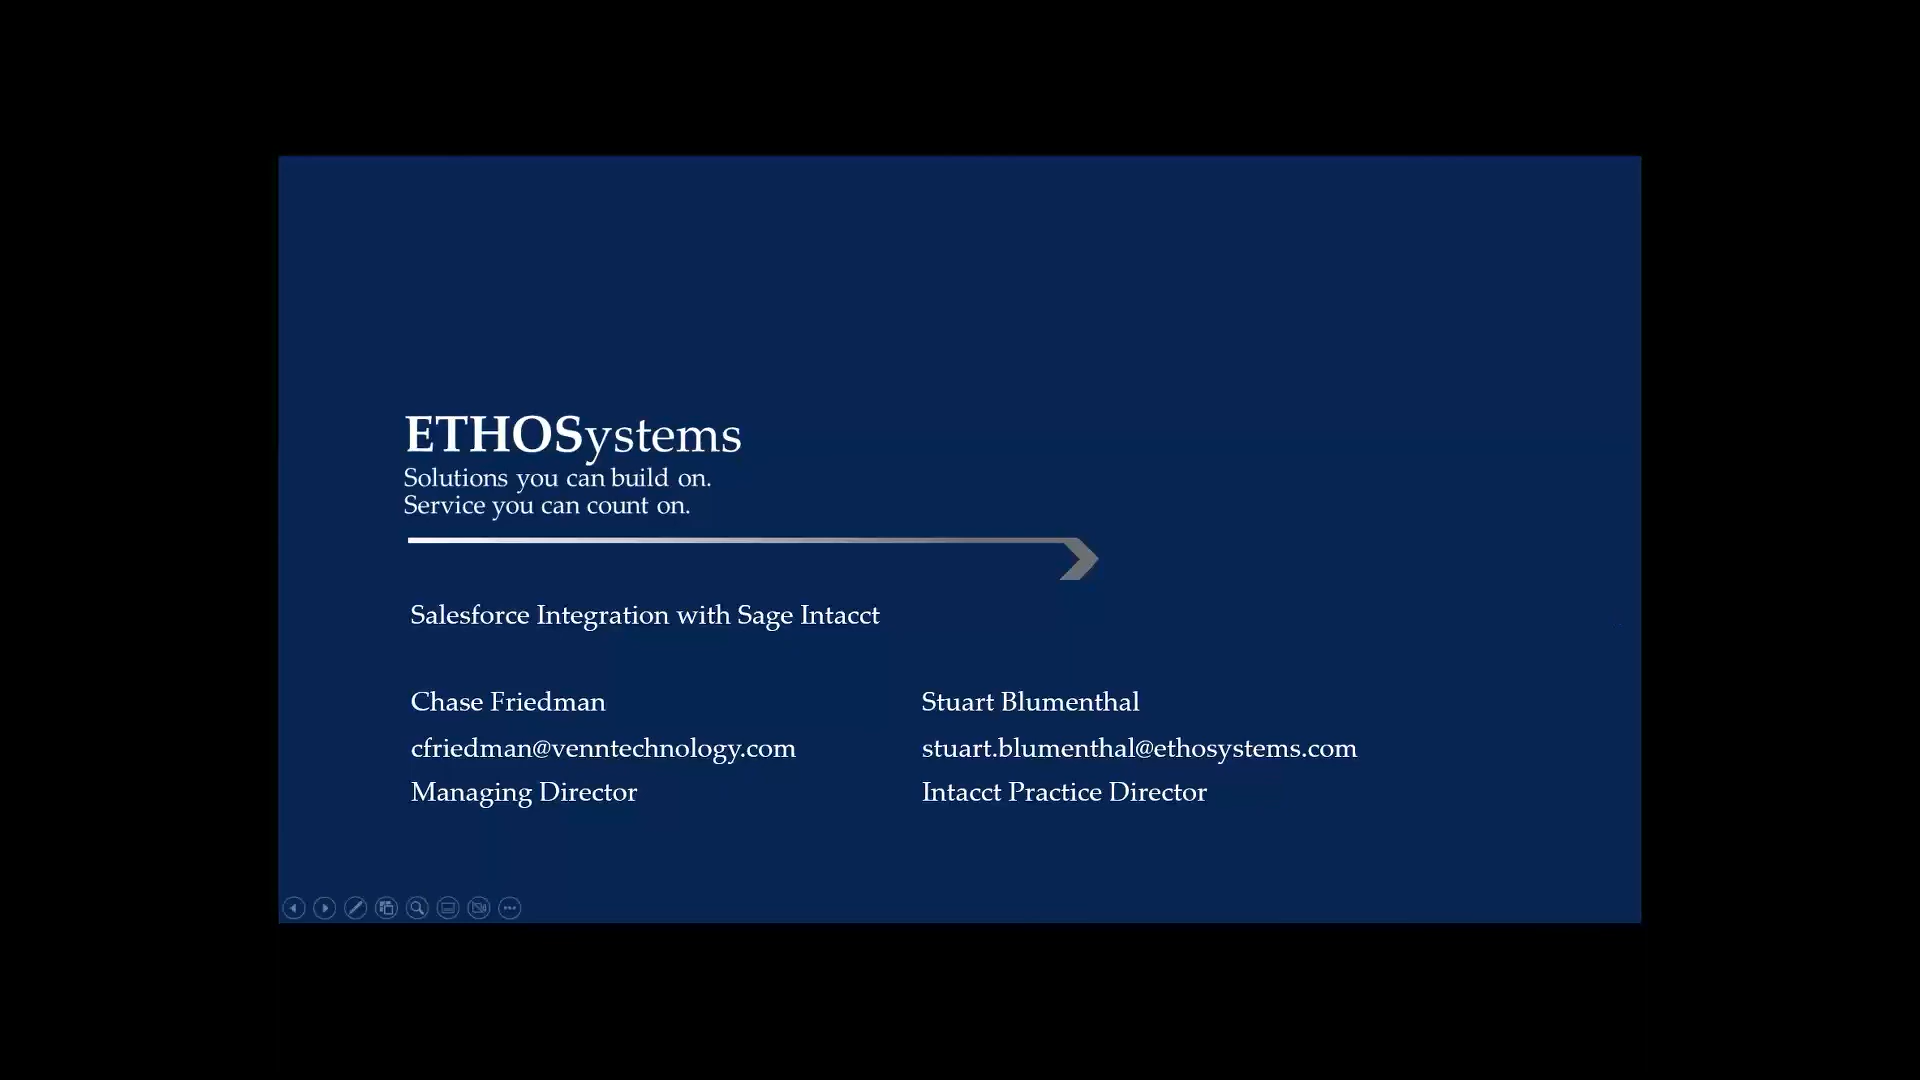 ETHOSystems
Solutions you can build on.
Service you can count on.
Salesforce Integration with Sage Intacct
Chase Friedman
cfriedman@venntechnology.com
Managing Director
Stuart Blumenthal
stuart.blumenthal@ethosystems.com
Intacct Practice Director